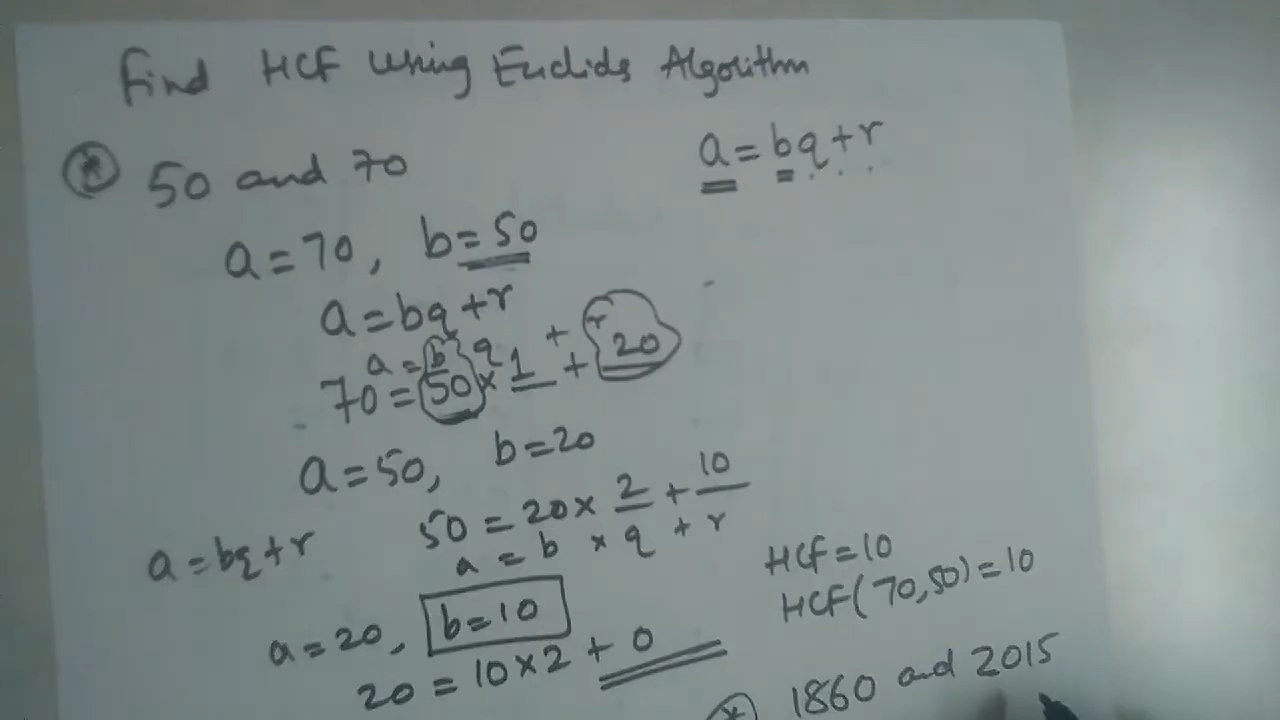 Find HCF Using Euclids Algorithm
* 50 and 70
a = bq + r
a = 70, b = 50
a = bq + r
a = b q + r
70 = 50 × 1 + 20
a = 50, b = 20
50 = 20 × 2 + 10
a = bq + r
a = b × q + r
HCF = 10
HCF (70, 50) = 10
a = 20, b = 10
20 = 10 × 2 + 0
* 1860 and 2015